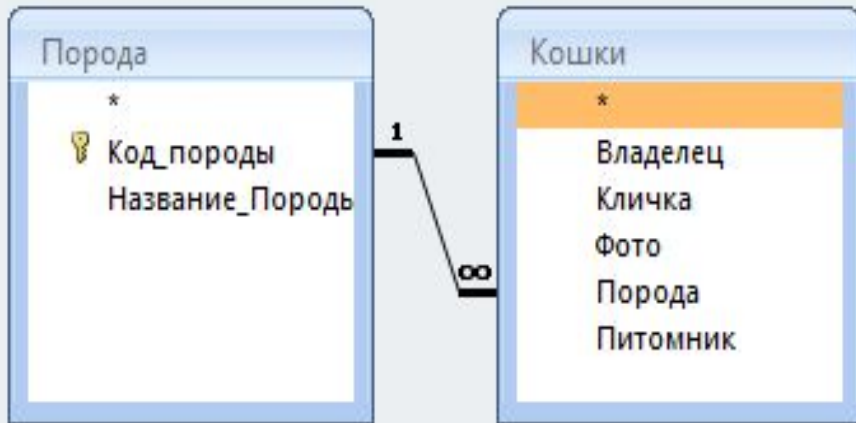 Порода
*
Код_породы
Название_Породы
1
∞
Кошки
*
Владелец
Кличка
Фото
Порода
Питомник